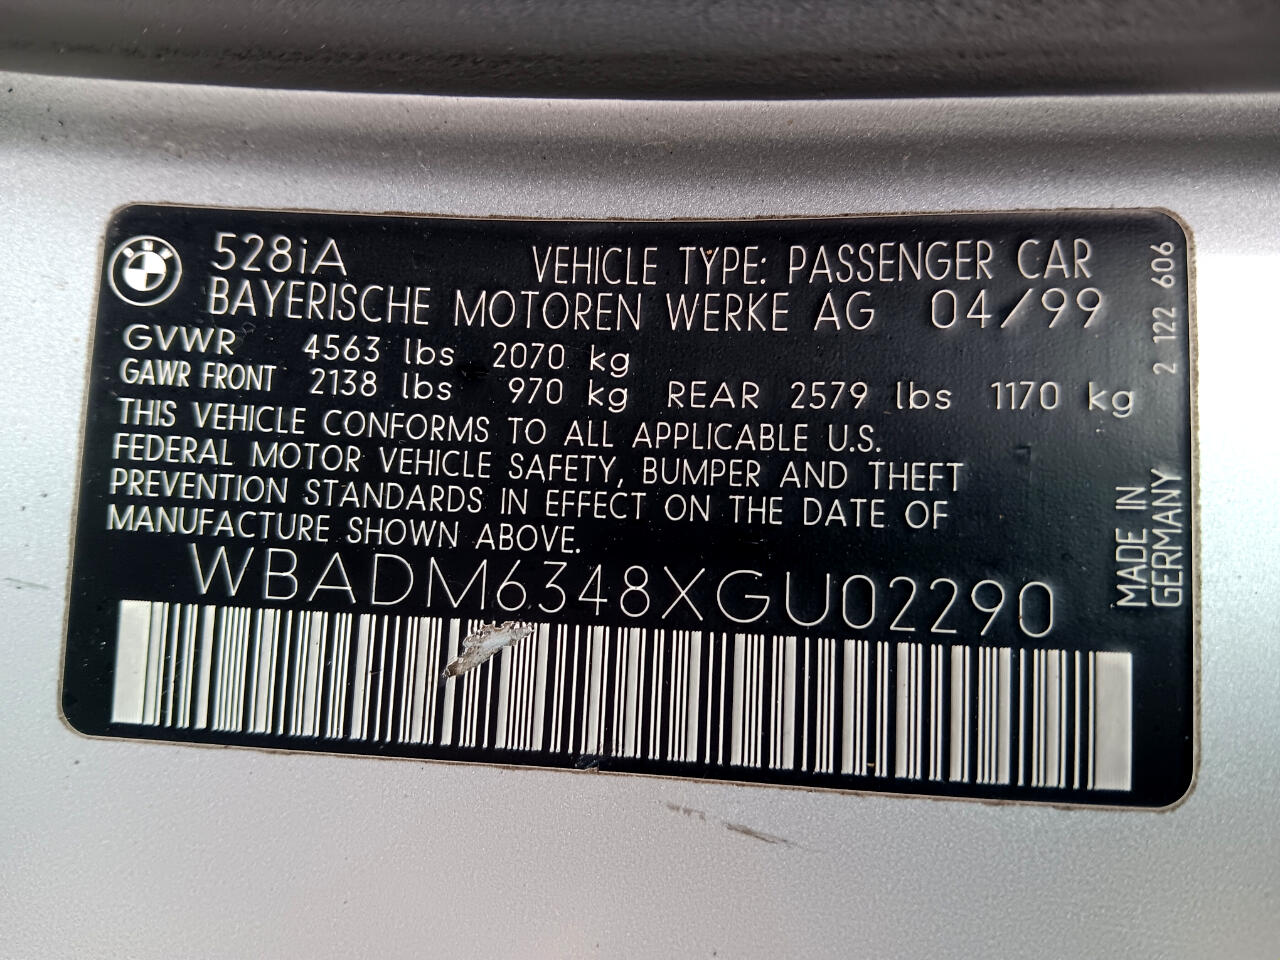 528iA VEHICLE TYPE: PASSENGER CAR
BAYERISCHE MOTOREN WERKE AG 04/99
GVWR 4563 lbs 2070 kg
GAWR FRONT 2138 lbs 970 kg REAR 2579 lbs 1170 kg
THIS VEHICLE CONFORMS TO ALL APPLICABLE U.S.
FEDERAL MOTOR VEHICLE SAFETY, BUMPER AND THEFT
PREVENTION STANDARDS IN EFFECT ON THE DATE OF
MANUFACTURE SHOWN ABOVE.
WBADM6348XGU02290
2 122 606
MADE IN
GERMANY